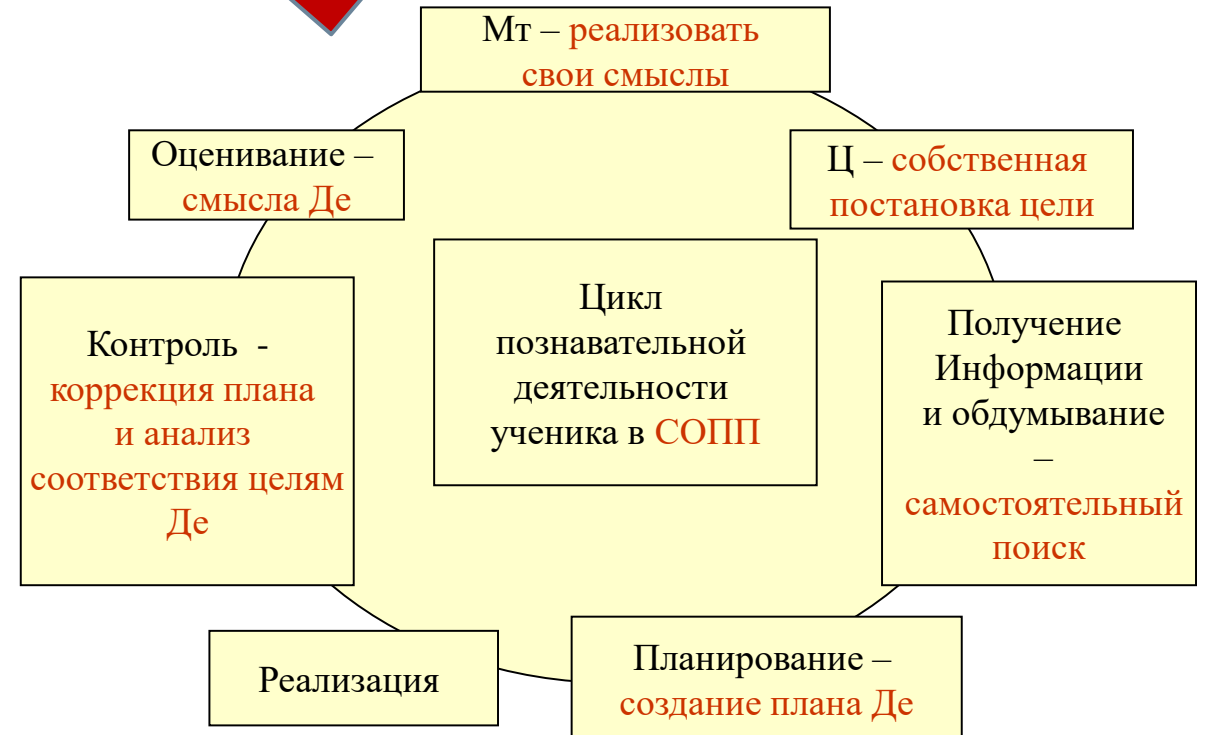 Мт – реализовать
свои смыслы
Оценивание –
смысла Де
Ц – собственная
постановка цели
Цикл
познавательной
деятельности
ученика в СОПП
Контроль -
коррекция плана
и анализ
соответствия целям
Де
Получение
Информации
и обдумывание
–
самостоятельный
поиск
Реализация
Планирование –
создание плана Де